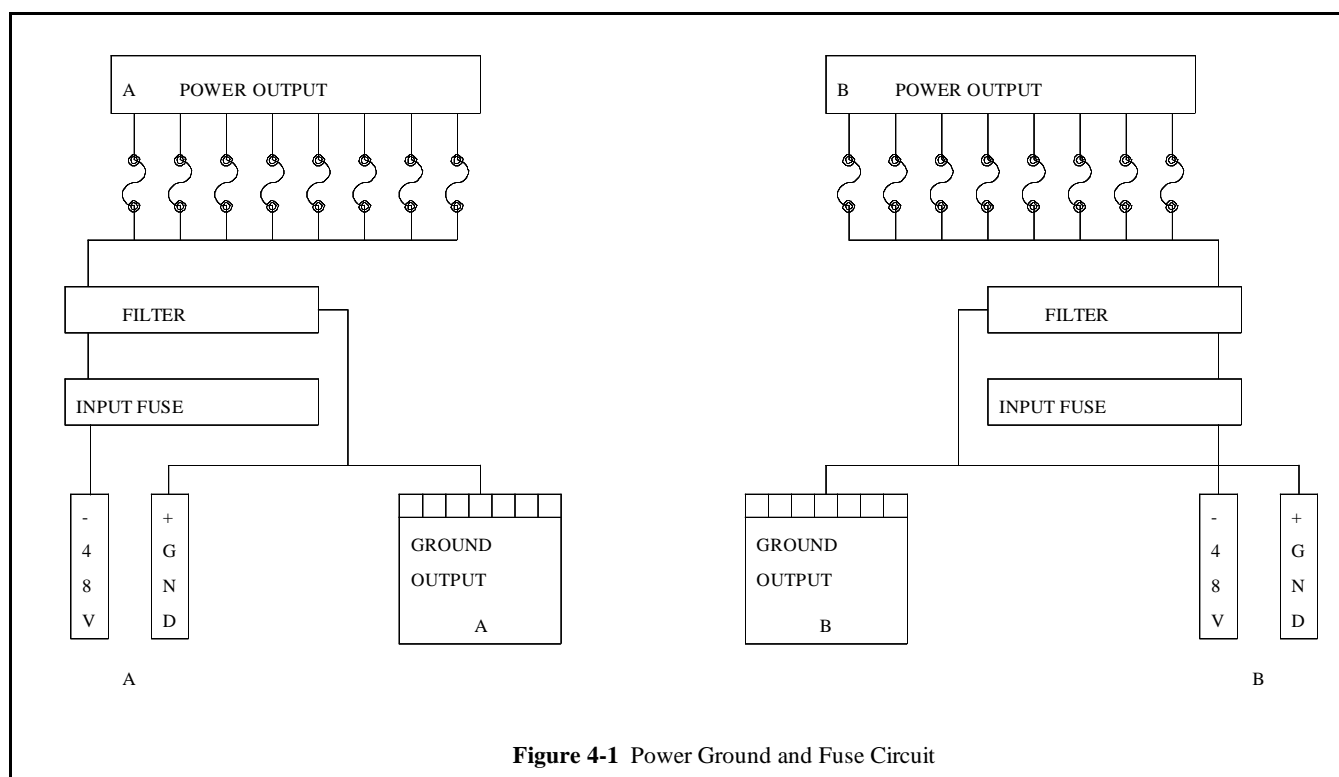 A POWER OUTPUT
B POWER OUTPUT
FILTER
FILTER
INPUT FUSE
INPUT FUSE
-
4
8
V
+
G
N
D
GROUND
OUTPUT
A
GROUND
OUTPUT
B
-
4
8
V
+
G
N
D
A
B
Figure 4-1 Power Ground and Fuse Circuit